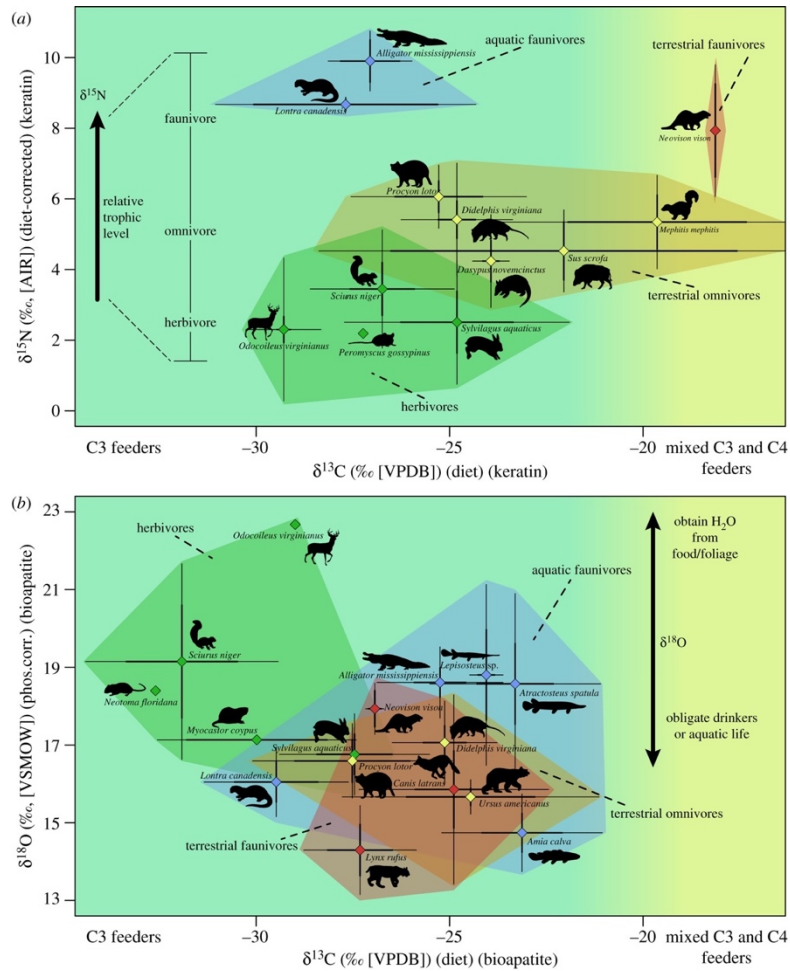 (a)
10
8
6
4
2
0
δ15N (‰, [AIR]) (diet-corrected) (keratin)
δ15N
relative
trophic
level
faunivore
omnivore
herbivore
Alligator mississippiensis
aquatic faunivores
Lontra canadensis
terrestrial faunivores
Neovison vison
Procyon lotor
Didelphis virginiana
Mephitis mephitis
Dasypus novemcinctus
Sus scrofa
terrestrial omnivores
Sciurus niger
Odocoileus virginianus
Peromyscus gossypinus
Sylvilagus aquaticus
herbivores
C3 feeders
−30
−25
−20
mixed C3 and C4
feeders
δ13C (‰ [VPDB]) (diet) (keratin)
(b)
23
21
19
17
15
13
δ18O (‰, [VSMOW]) (phos.corr.) (bioapatite)
herbivores
Odocoileus virginianus
obtain H2O
from
food/foliage
aquatic faunivores
δ18O
obligate drinkers
or aquatic life
Sciurus niger
Neotoma floridana
Alligator mississippiensis
Lepisosteus sp.
Atractosteus spatula
Myocastor coypus
Neovison vison
Sylvilagus aquaticus
Didelphis virginiana
Procyon lotor
Lontra canadensis
Canis latrans
Ursus americanus
terrestrial omnivores
terrestrial faunivores
Amia calva
Lynx rufus
C3 feeders
−30
−25
−20
mixed C3 and C4
feeders
δ13C (‰ [VPDB]) (diet) (bioapatite)